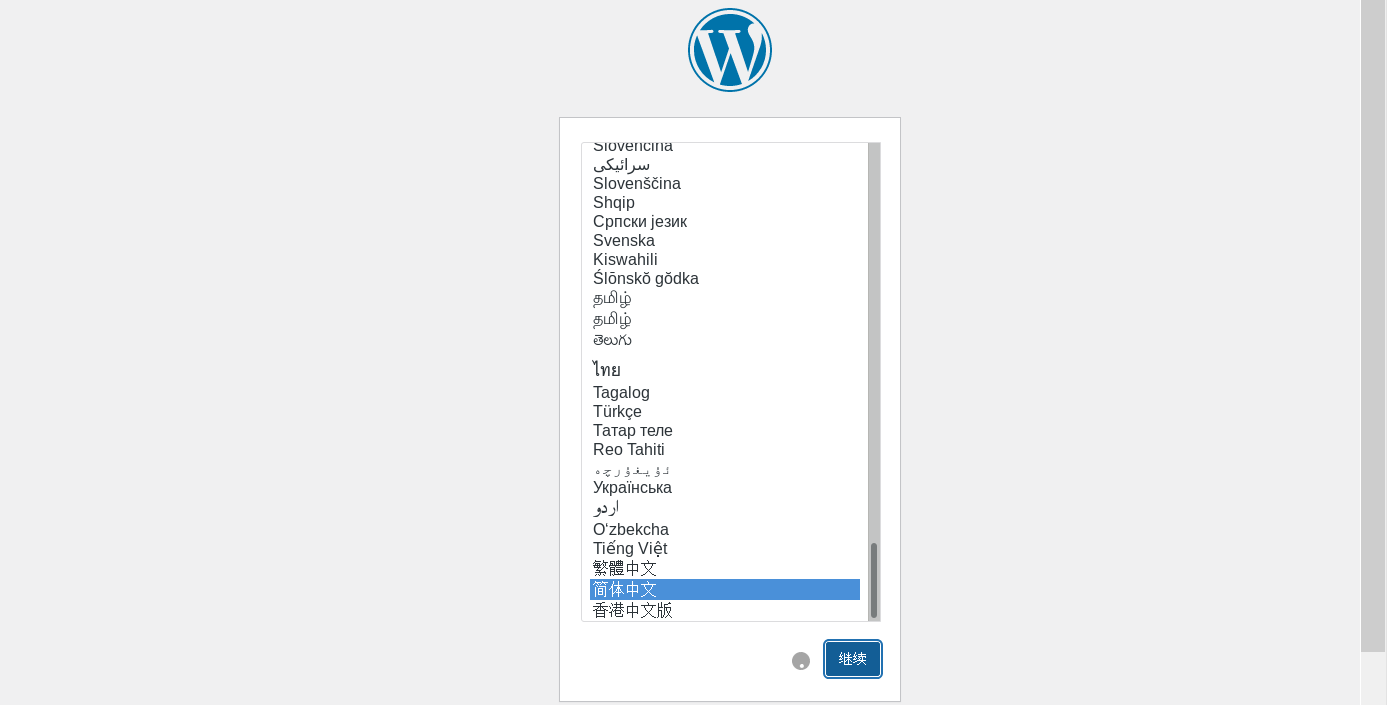 Slovenčina
سرائیکی
Slovenščina
Shqip
Српски језик
Svenska
Kiswahili
Ślōnskŏ gŏdka
தமிழ்
தமிழ்
తెలుగు
ไทย
Tagalog
Türkçe
Татар теле
Reo Tahiti
ئۇيغۇرچە
Українська
اردو
O‘zbekcha
Tiếng Việt
繁體中文
简体中文
香港中文版
继续